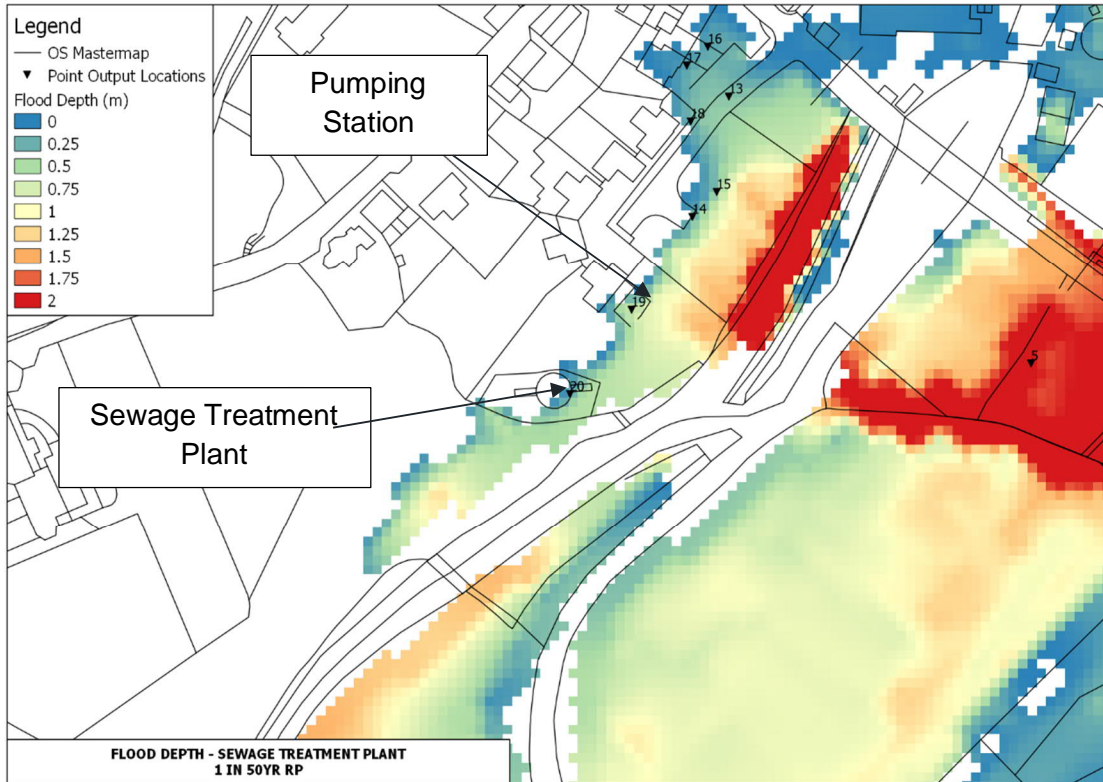 Legend
OS Mastermap
Point Output Locations
Flood Depth (m)
0
0.25
0.5
0.75
1
1.25
1.5
1.75
2
Pumping
Station
Sewage Treatment
Plant
16
17
13
18
15
14
19
20
5
FLOOD DEPTH - SEWAGE TREATMENT PLANT
1 IN 50YR RP